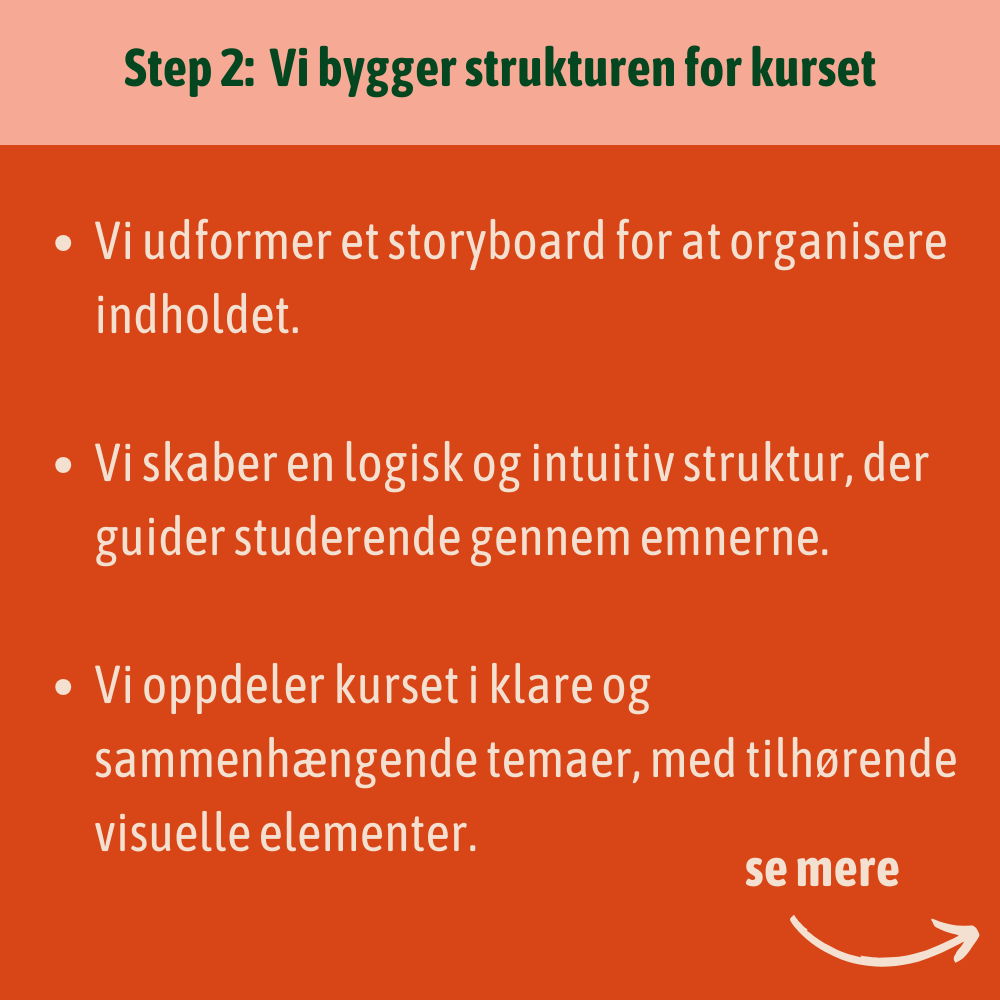 Step 2: Vi bygger strukturen for kurset
• Vi udformer et storyboard for at organisere
indholdet.
• Vi skaber en logisk og intuitiv struktur, der
guider studerende gennem emnerne.
• Vi oppdeler kurset i klare og
sammenhængende temaer, med tilhørende
visuelle elementer.
se mere